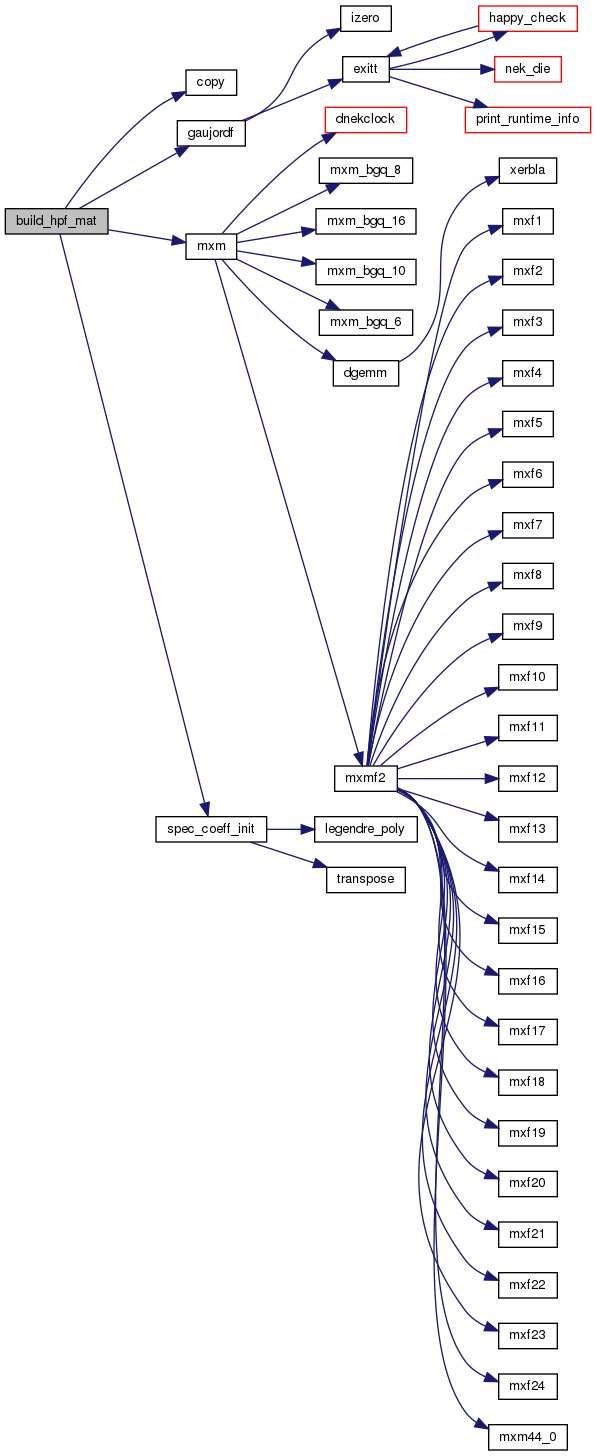 izero
happy_check
exitt
nek_die
copy
print_runtime_info
dnekclock
gaujordf
mxm_bgq_8
xerbla
build_hpf_mat
mxm_bgq_16
mxf1
mxm
mxm_bgq_10
mxf2
mxm_bgq_6
mxf3
dgemm
mxf4
mxf5
mxf6
mxf7
mxf8
mxf9
mxf10
mxf11
mxmf2
mxf12
spec_coeff_init
legendre_poly
mxf13
transpose
mxf14
mxf15
mxf16
mxf17
mxf18
mxf19
mxf20
mxf21
mxf22
mxf23
mxf24
mxm44_0